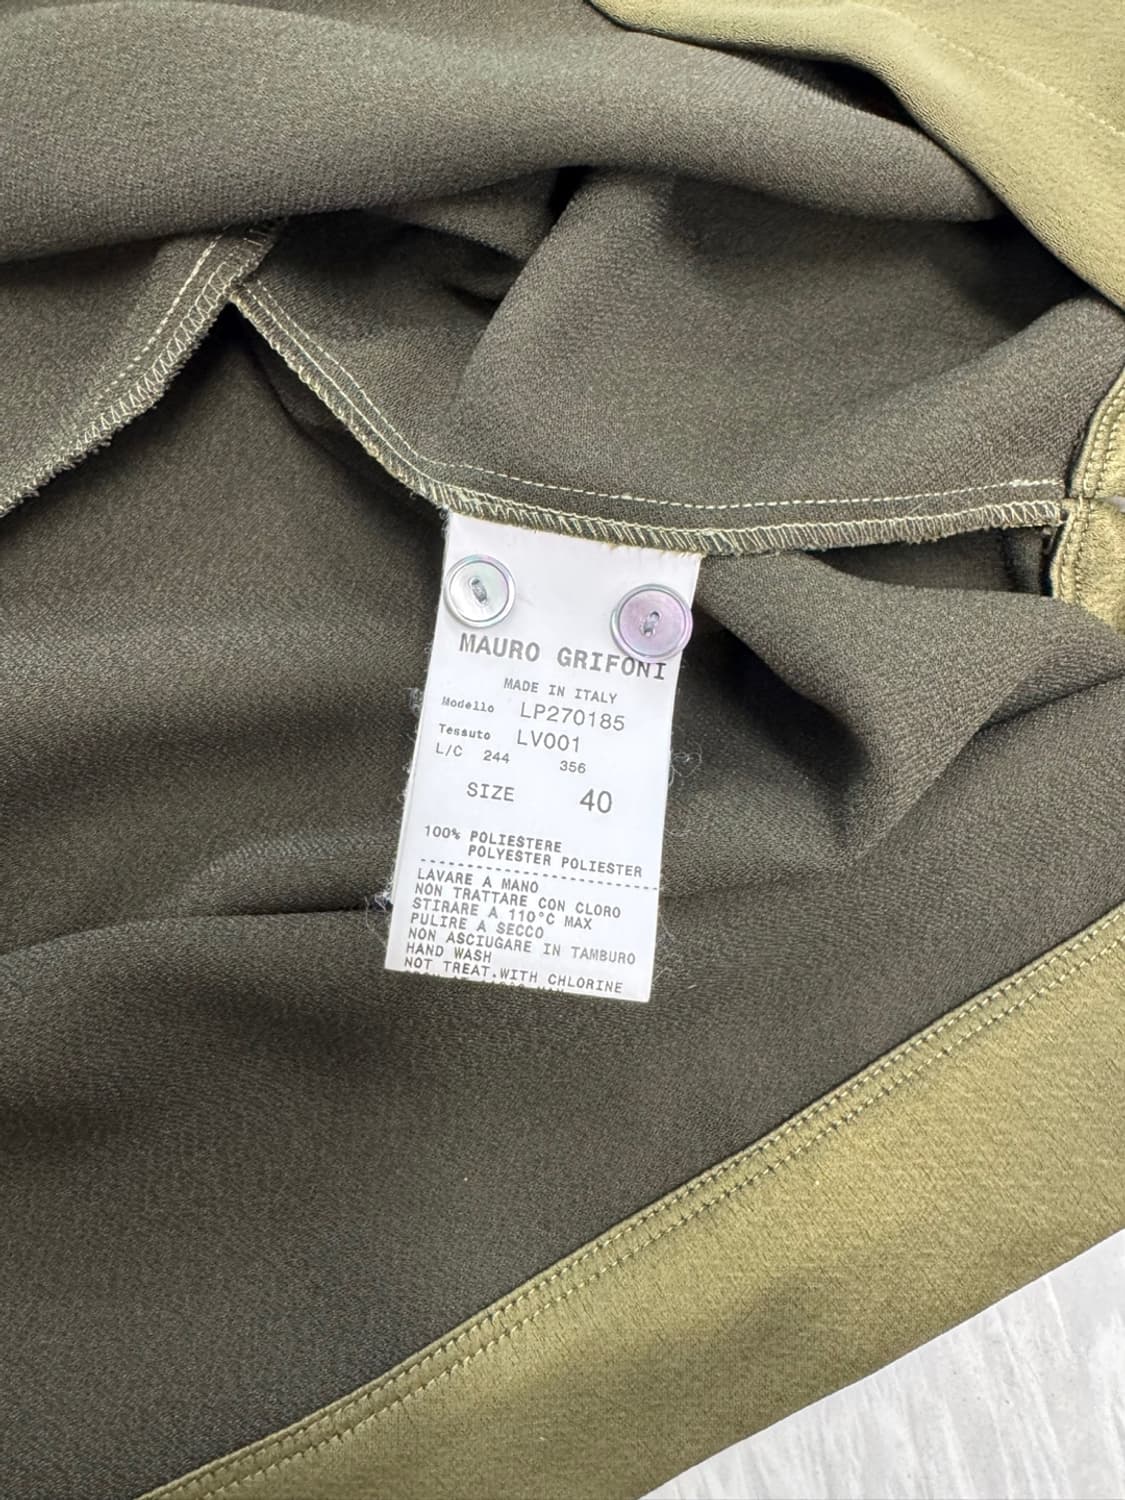 MAURO GRIFONI
MADE IN ITALY
Modello LP270185
Tessuto LV001
L/C 244 356
SIZE 40
100% POLIESTERE
POLYESTER POLIESTER
LAVARE A MANO
NON TRATTARE CON CLORO
STIRARE A 110°C MAX
PULIRE A SECCO
NON ASCIUGARE IN TAMBURO
HAND WASH
NOT TREAT.WITH CHLORINE